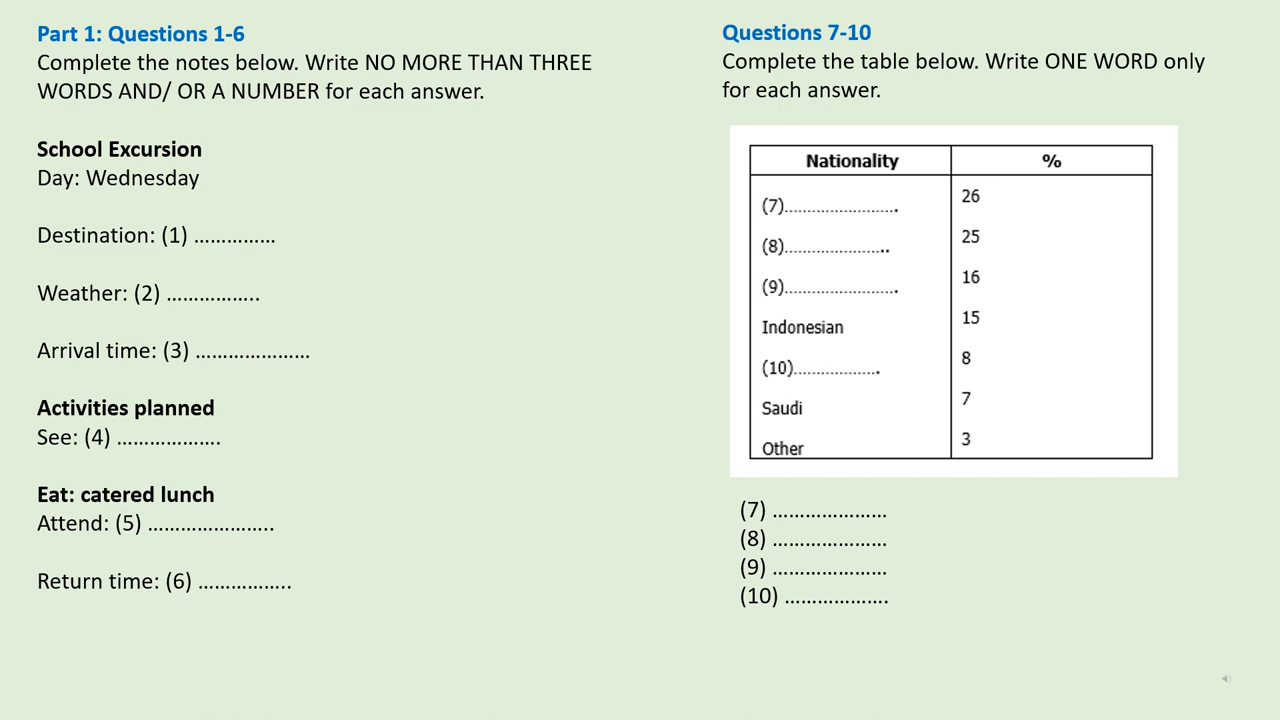 Part 1: Questions 1-6
Complete the notes below. Write NO MORE THAN THREE
WORDS AND/ OR A NUMBER for each answer.
School Excursion
Day: Wednesday
Destination: (1) ..............
Weather: (2) ................
Arrival time: (3) ....................
Activities planned
See: (4) ..................
Eat: catered lunch
Attend: (5) ......................
Return time: (6) ................
Questions 7-10
Complete the table below. Write ONE WORD only
for each answer.
Nationality %
(7)......................... 26
(8)....................... 25
(9)......................... 16
Indonesian 15
(10)................... 8
Saudi 7
Other 3
(7) ....................
(8) ....................
(9) ....................
(10) ..................